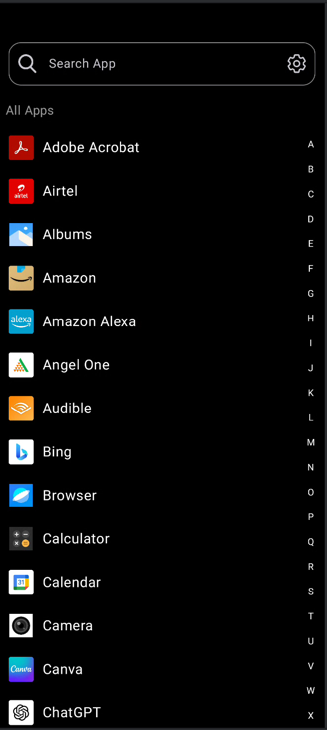 Search App
All Apps
Adobe Acrobat
A
B
airtel
Airtel
C
Albums
D
E
Amazon
F
G
alexa
Amazon Alexa
H
I
Angel One
J
K
Audible
L
Bing
M
N
Browser
O
P
Calculator
Q
R
31
Calendar
S
T
Camera
U
V
Canva
Canva
W
ChatGPT
X